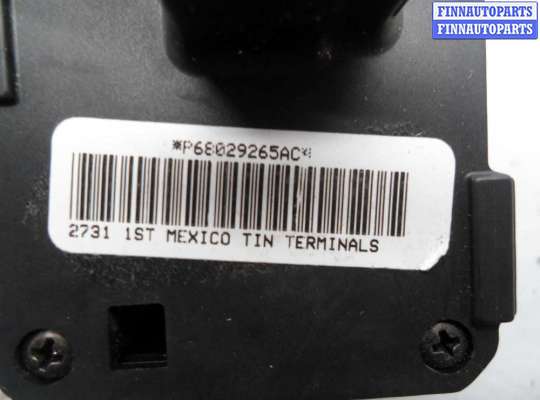 FINNAUTOPARTS
FINNAUTOPARTS
*P68029265AC*
2731 1ST MEXICO TIN TERMINALS